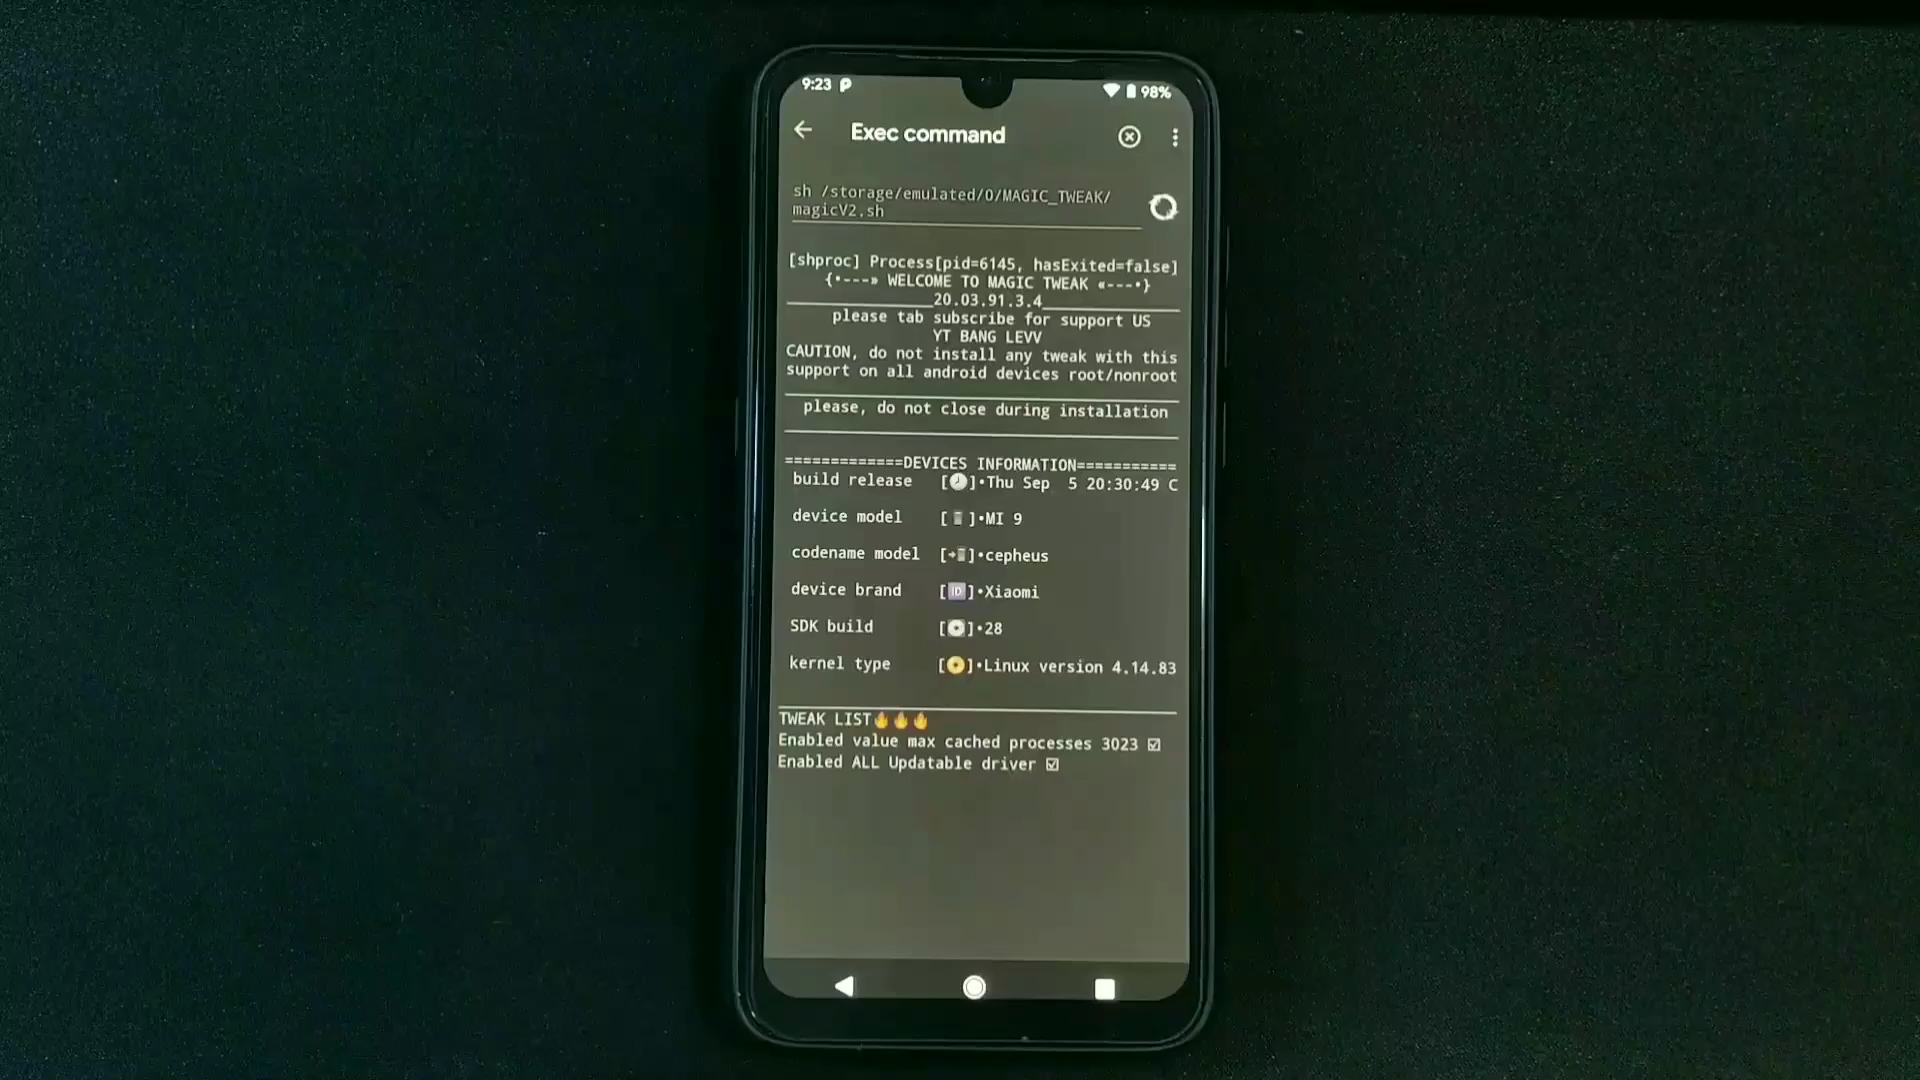 9:23 98%
Exec command
sh /storage/emulated/0/MAGIC_TWEAK/
magicV2.sh
[shproc] Process[pid=6145, hasExited=false]
{•---» WELCOME TO MAGIC TWEAK «---•}
________________20.03.91.3.4_______________
please tab subscribe for support US
YT BANG LEVV
CAUTION, do not install any tweak with this
support on all android devices root/nonroot
please, do not close during installation
=============DEVICES INFORMATION===========
build release [🕗]•Thu Sep  5 20:30:49 C
device model [📱]•MI 9
codename model [📲]•cepheus
device brand [🆔]•Xiaomi
SDK build [💿]•28
kernel type [📀]•Linux version 4.14.83
TWEAK LIST🔥🔥🔥
Enabled value max cached processes 3023 ☑
Enabled ALL Updatable driver ☑